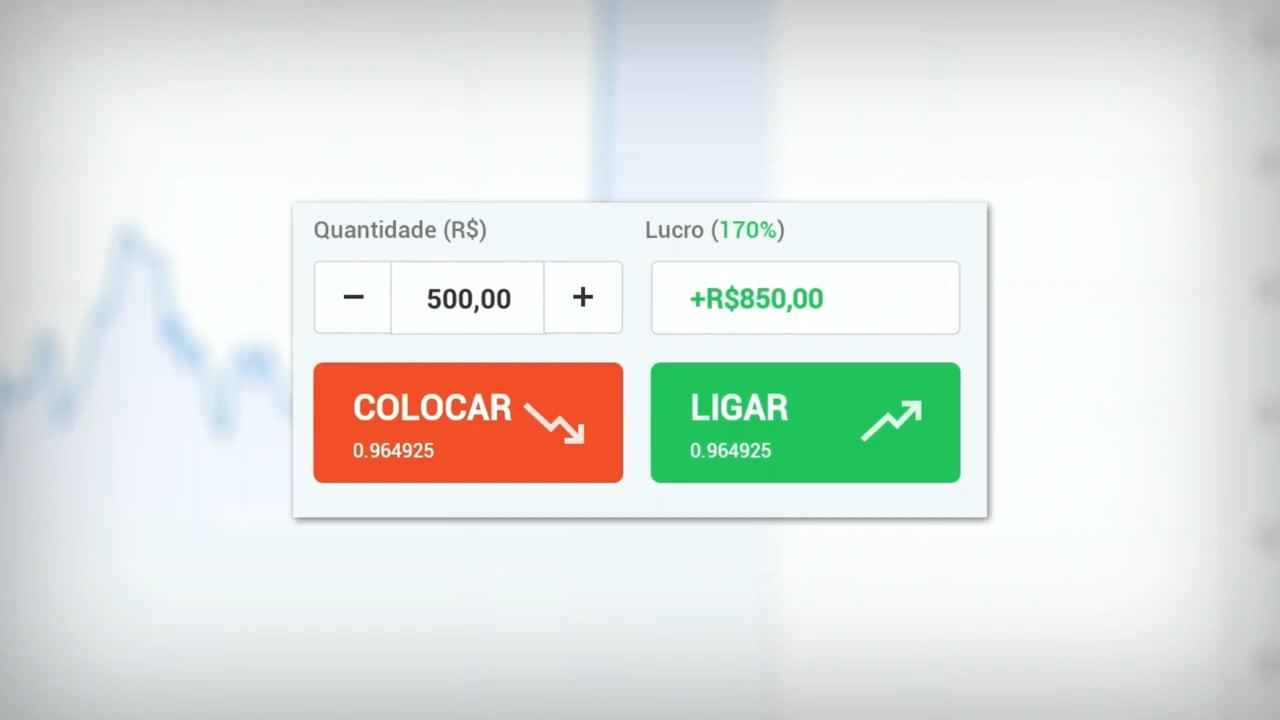 Quantidade (R$)
Lucro (170%)
−
500,00
+
+R$850,00
COLOCAR
0.964925
LIGAR
0.964925